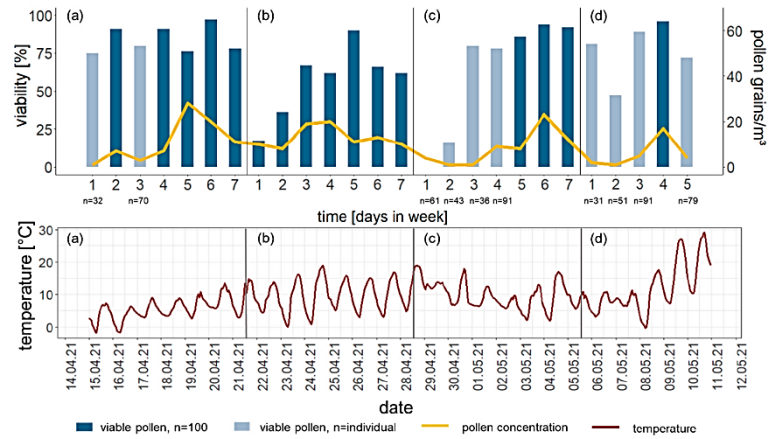 (a) (b) (c) (d)
100
75
50
25
0
viability [%]
60
40
20
0
pollen grains/m³
1 2 3 4 5 6 7 1 2 3 4 5 6 7 1 2 3 4 5 6 7 1 2 3 4 5
n=32 n=70 n=61 n=43 n=36 n=91 n=31 n=51 n=91 n=79
time [days in week]
(a) (b) (c) (d)
30
20
10
0
temperature [°C]
14.04.21 15.04.21 16.04.21 17.04.21 18.04.21 19.04.21 20.04.21 21.04.21 22.04.21 23.04.21 24.04.21 25.04.21 26.04.21 27.04.21 28.04.21 29.04.21 30.04.21 01.05.21 02.05.21 03.05.21 04.05.21 05.05.21 06.05.21 07.05.21 08.05.21 09.05.21 10.05.21 11.05.21 12.05.21
date
viable pollen, n=100 viable pollen, n=individual pollen concentration temperature